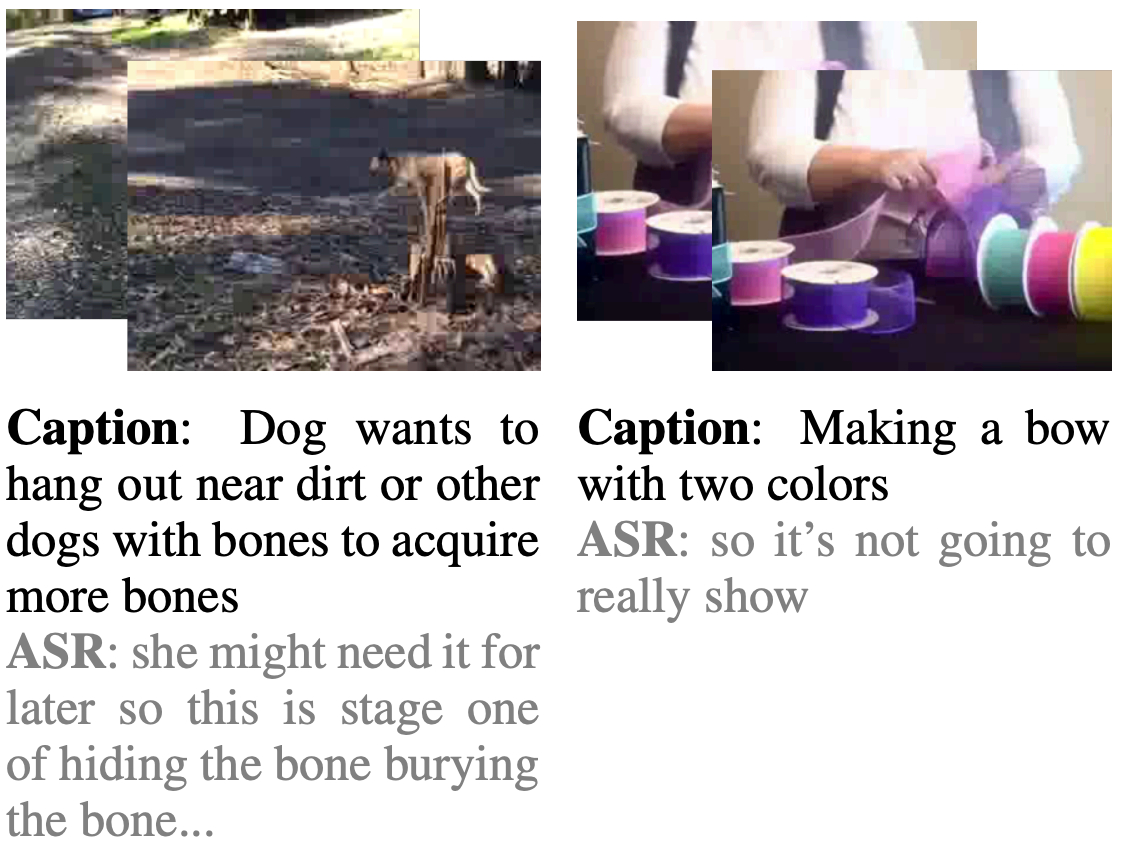 Caption: Dog wants to
hang out near dirt or other
dogs with bones to acquire
more bones
ASR: she might need it for
later so this is stage one
of hiding the bone burying
the bone...
Caption: Making a bow
with two colors
ASR: so it's not going to
really show